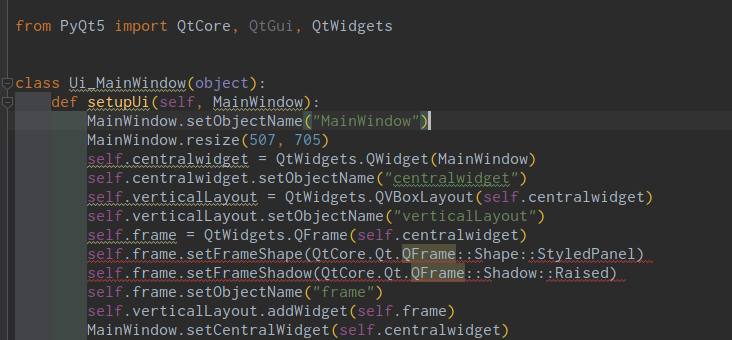 from PyQt5 import QtCore, QtGui, QtWidgets
class Ui_MainWindow(object):
def setupUi(self, MainWindow):
MainWindow.setObjectName("MainWindow")
MainWindow.resize(507, 705)
self.centralwidget = QtWidgets.QWidget(MainWindow)
self.centralwidget.setObjectName("centralwidget")
self.verticalLayout = QtWidgets.QVBoxLayout(self.centralwidget)
self.verticalLayout.setObjectName("verticalLayout")
self.frame = QtWidgets.QFrame(self.centralwidget)
self.frame.setFrameShape(QtCore.Qt.QFrame::Shape::StyledPanel)
self.frame.setFrameShadow(QtCore.Qt.QFrame::Shadow::Raised)
self.frame.setObjectName("frame")
self.verticalLayout.addWidget(self.frame)
MainWindow.setCentralWidget(self.centralwidget)